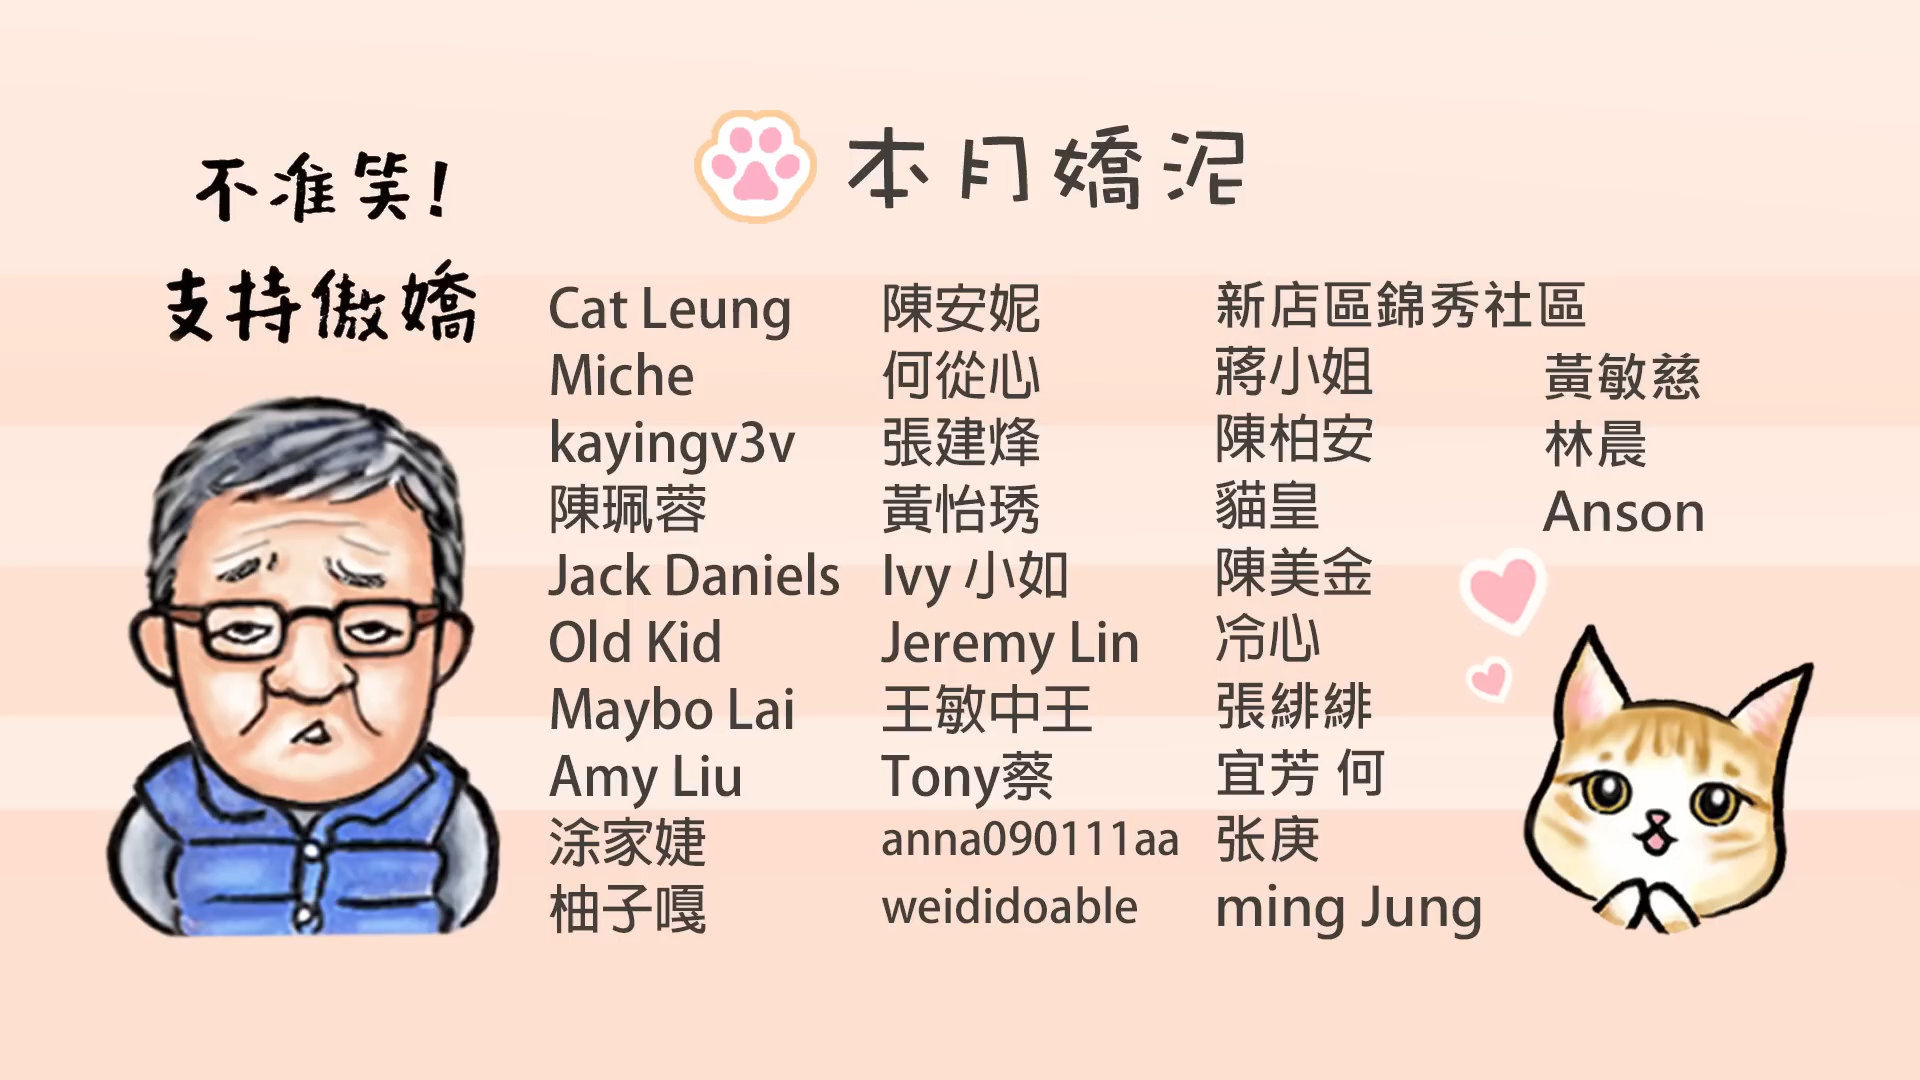 不准笑!
支持傲嬌
本月嬌泥
Cat Leung
Miche
kayingv3v
陳珮蓉
Jack Daniels
Old Kid
Maybo Lai
Amy Liu
涂家婕
柚子嘎
陳安妮
何從心
張建烽
黃怡琇
Ivy 小如
Jeremy Lin
王敏中王
Tony蔡
anna090111aa
weididoable
新店區錦秀社區
蔣小姐
陳柏安
貓皇
陳美金
冷心
張緋緋
宜芳 何
张庚
ming Jung
黃敏慈
林晨
Anson